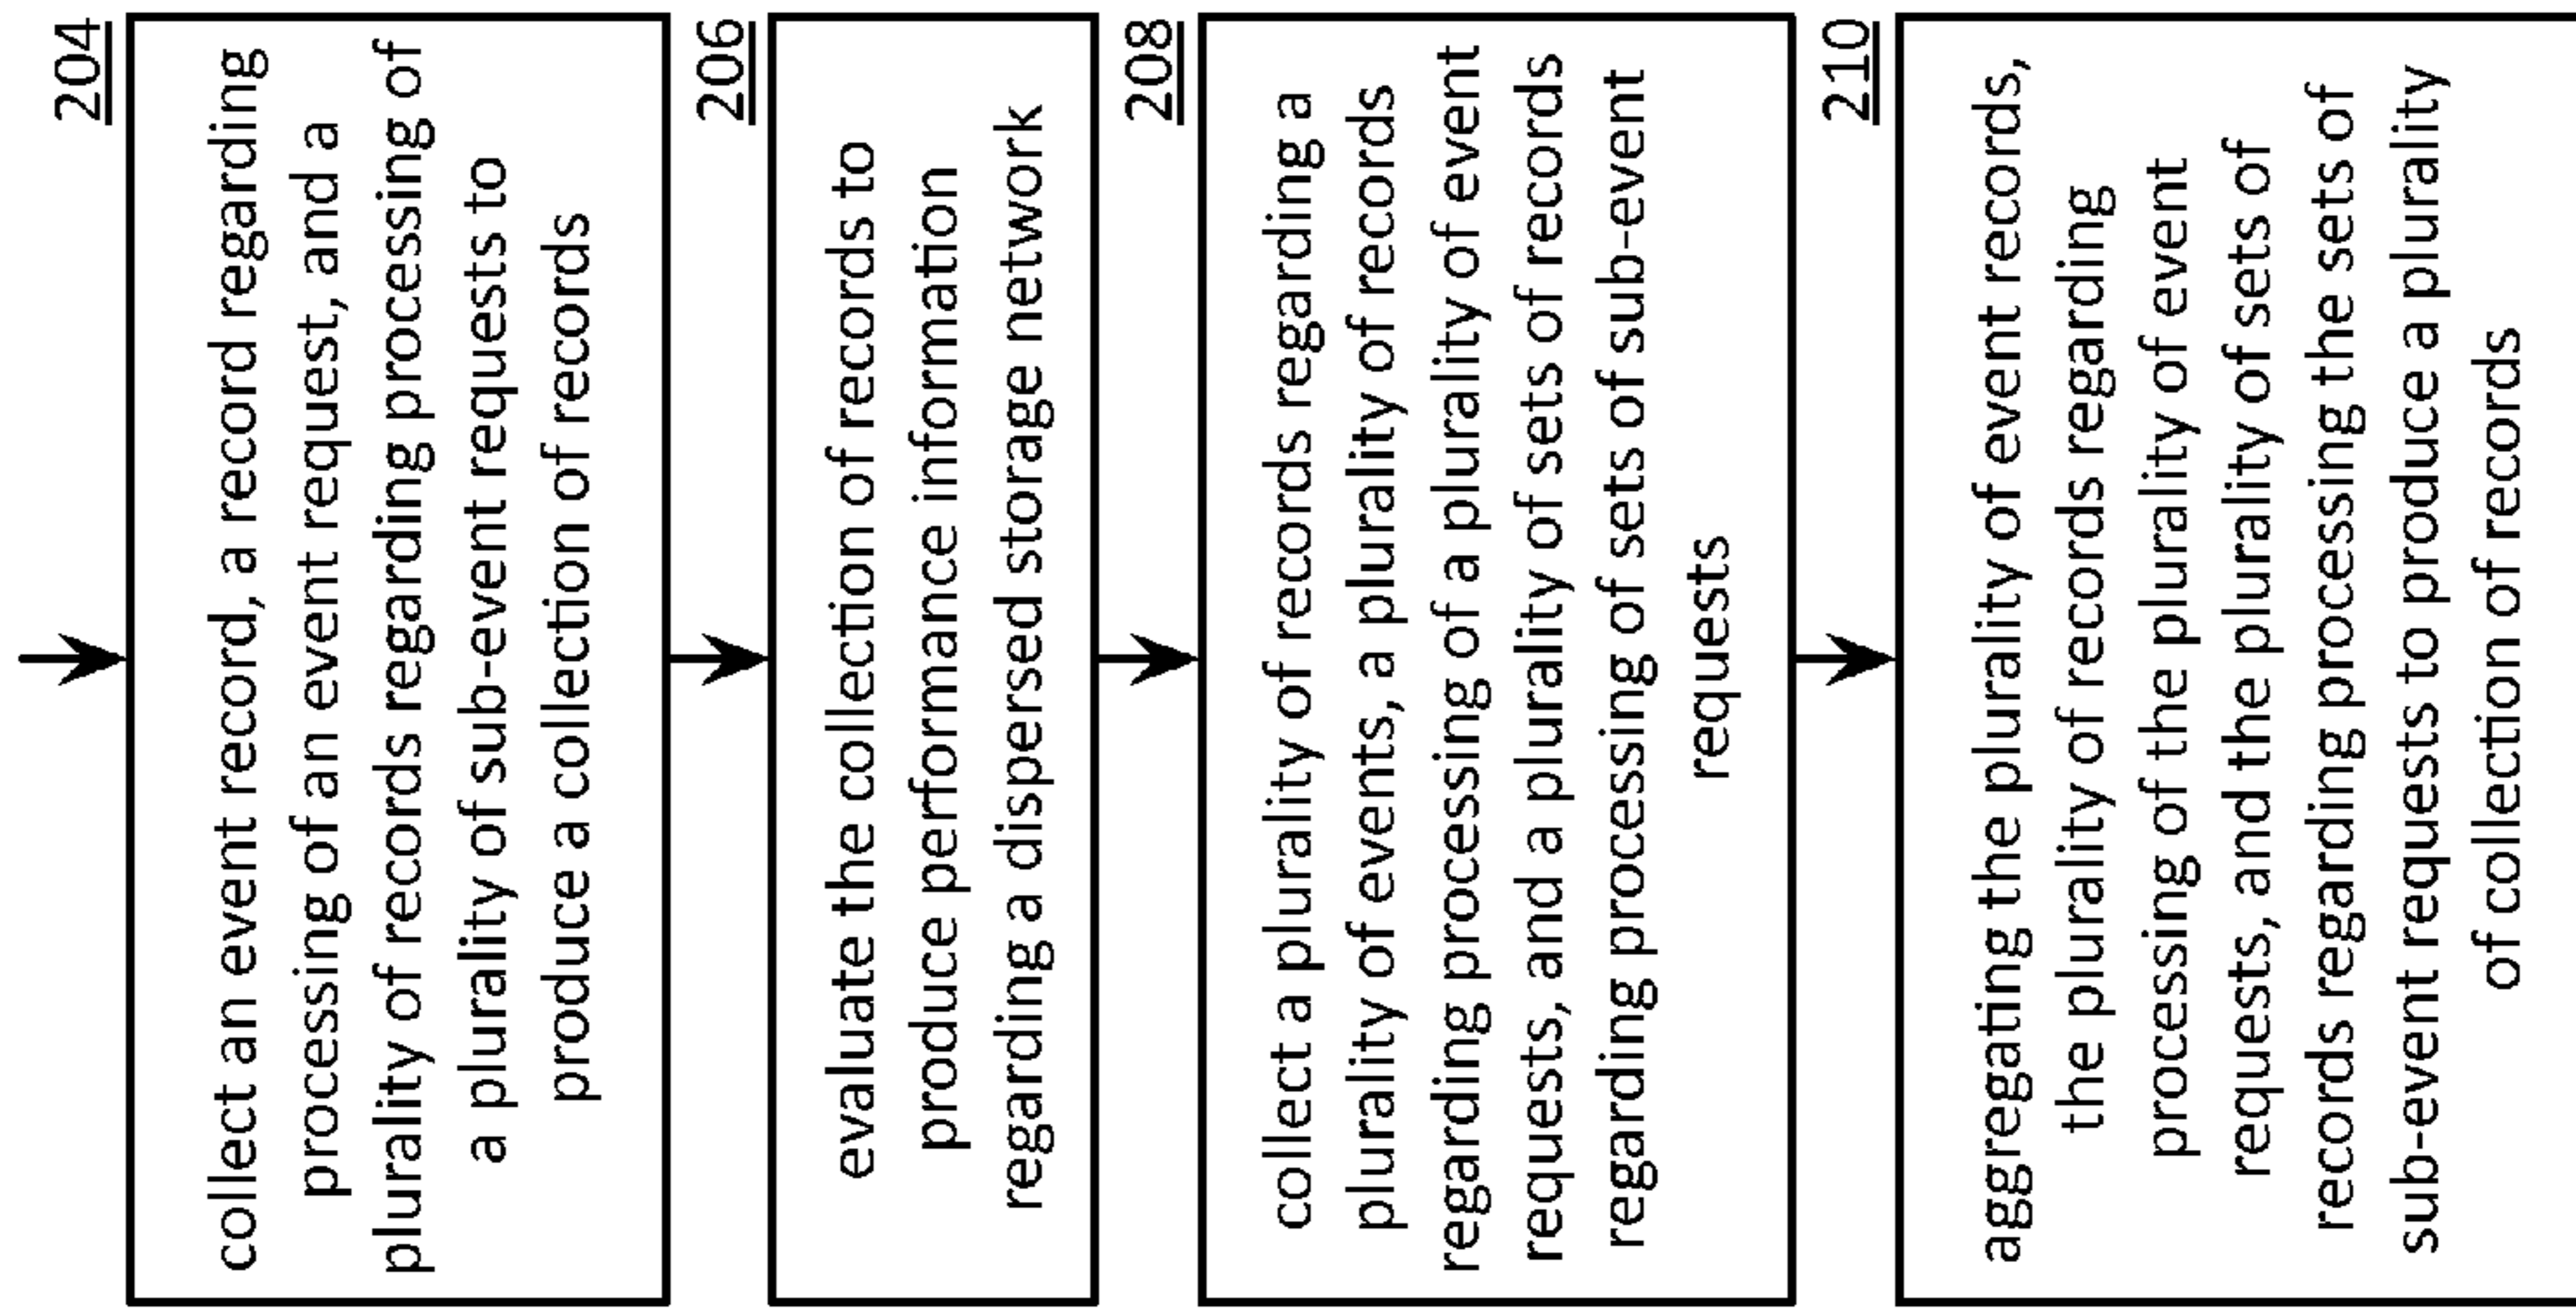 204
collect an event record, a record regarding
processing of an event request, and a
plurality of records regarding processing of
a plurality of sub-event requests to
produce a collection of records
206
evaluate the collection of records to
produce performance information
regarding a dispersed storage network
208
collect a plurality of records regarding a
plurality of events, a plurality of records
regarding processing of a plurality of event
requests, and a plurality of sets of records
regarding processing of sets of sub-event
requests
210
aggregating the plurality of event records,
the plurality of records regarding
processing of the plurality of event
requests, and the plurality of sets of
records regarding processing the sets of
sub-event requests to produce a plurality
of collection of records